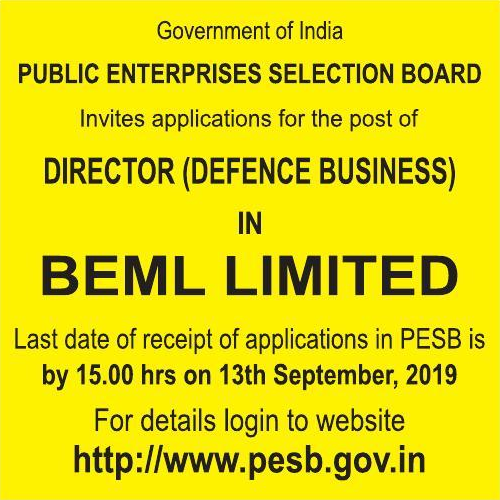 Government of India
PUBLIC ENTERPRISES SELECTION BOARD
Invites applications for the post of
DIRECTOR (DEFENCE BUSINESS)
IN
BEML LIMITED
Last date of receipt of applications in PESB is
by 15.00 hrs on 13th September, 2019
For details login to website
http://www.pesb.gov.in